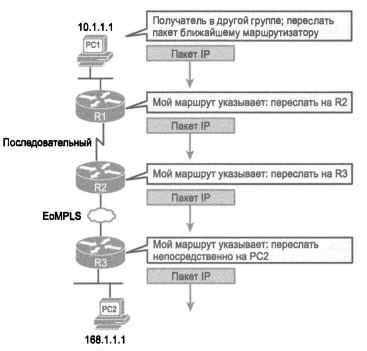 10.1.1.1
PC1
Получатель в другой группе; переслать
пакет ближайшему маршрутизатору
Пакет IP
R1
Мой маршрут указывает: переслать на R2
Последовательный
Пакет IP
R2
Мой маршрут указывает: переслать на R3
EoMPLS
Пакет IP
R3
Мой маршрут указывает: переслать
непосредственно на PC2
Пакет IP
PC2
168.1.1.1